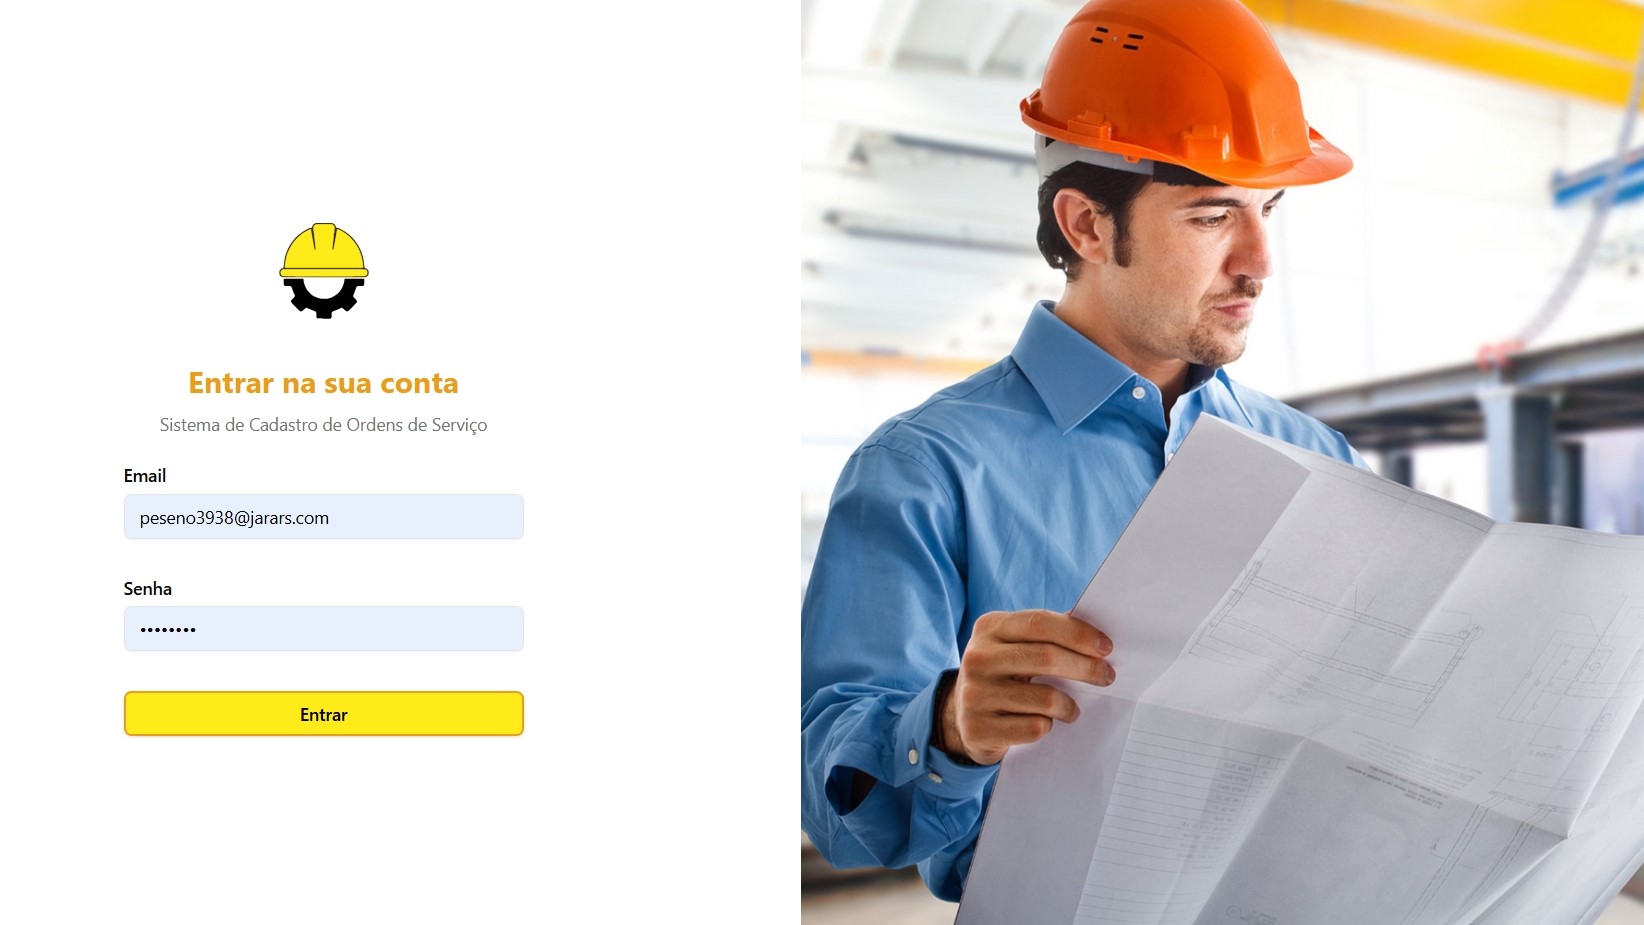 Entrar na sua conta
Sistema de Cadastro de Ordens de Serviço
Email
peseno3938@jarars.com
Senha
••••••••
Entrar